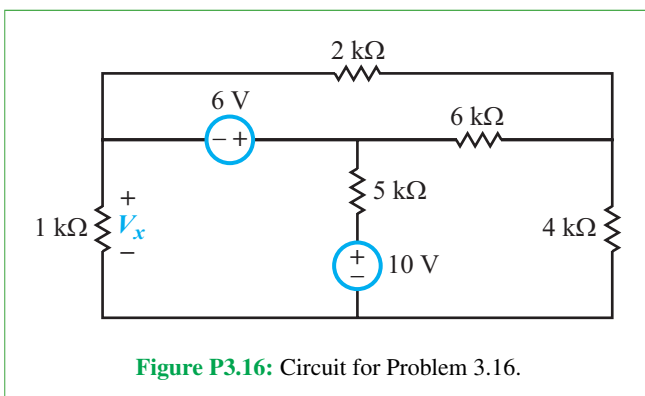 2 kΩ
6 V
6 kΩ
− +
+
5 kΩ
1 kΩ
Vx
4 kΩ
−
+
10 V
−
Figure P3.16: Circuit for Problem 3.16.